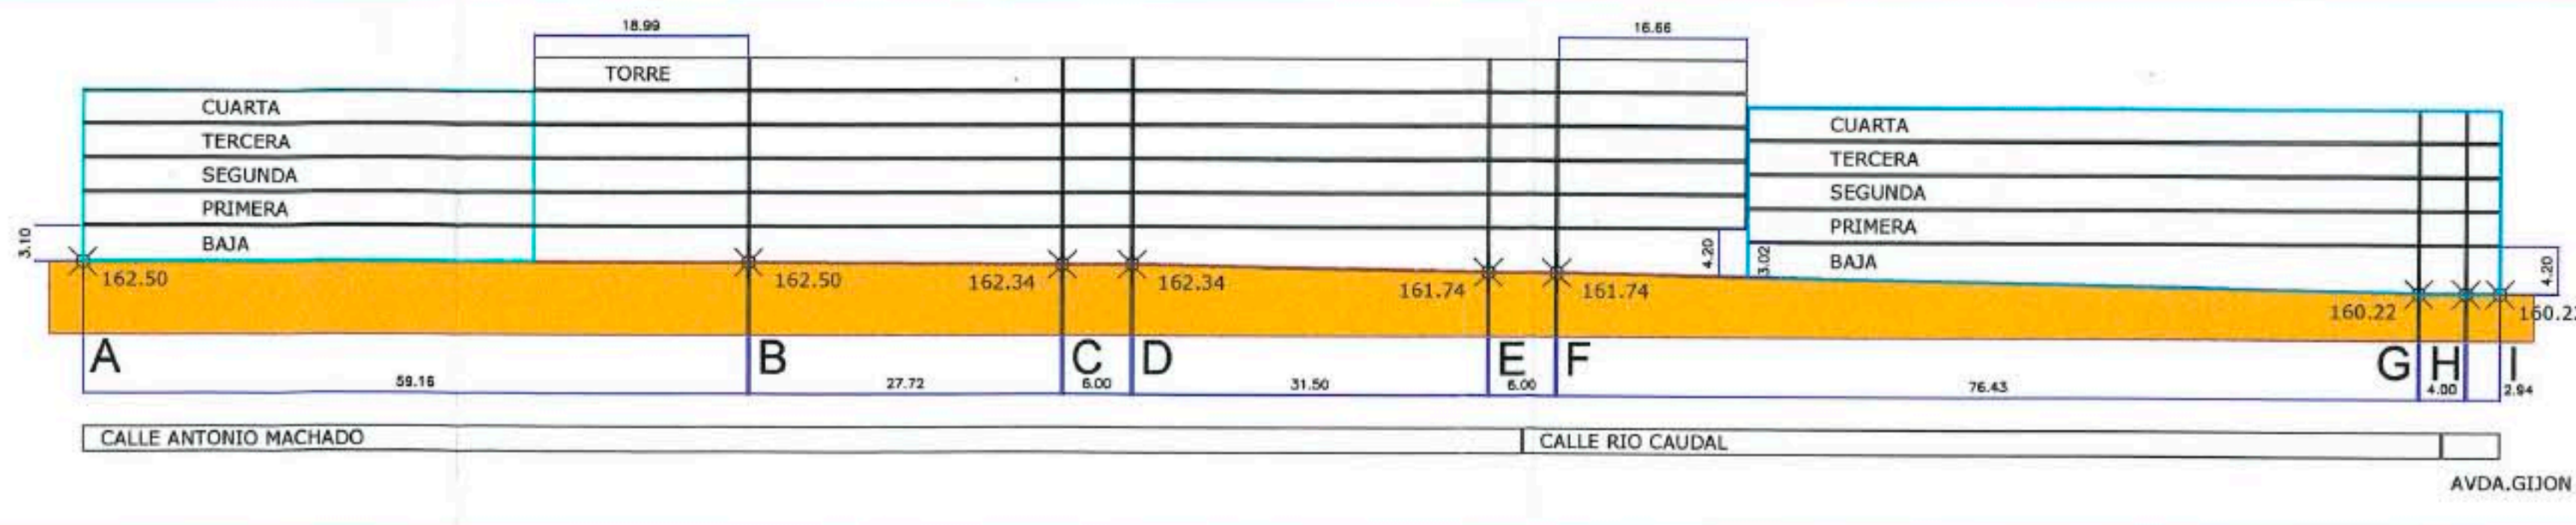 18.99
16.66
TORRE
CUARTA
TERCERA
SEGUNDA
PRIMERA
BAJA
3.10
CUARTA
TERCERA
SEGUNDA
PRIMERA
BAJA
4.20
3.02
4.20
162.50
162.50
162.34
162.34
161.74
161.74
160.22
A
B
C
D
E
F
G
H
I
59.16
27.72
6.00
31.50
6.00
76.43
4.00
2.94
CALLE ANTONIO MACHADO
CALLE RIO CAUDAL
AVDA.GIJON